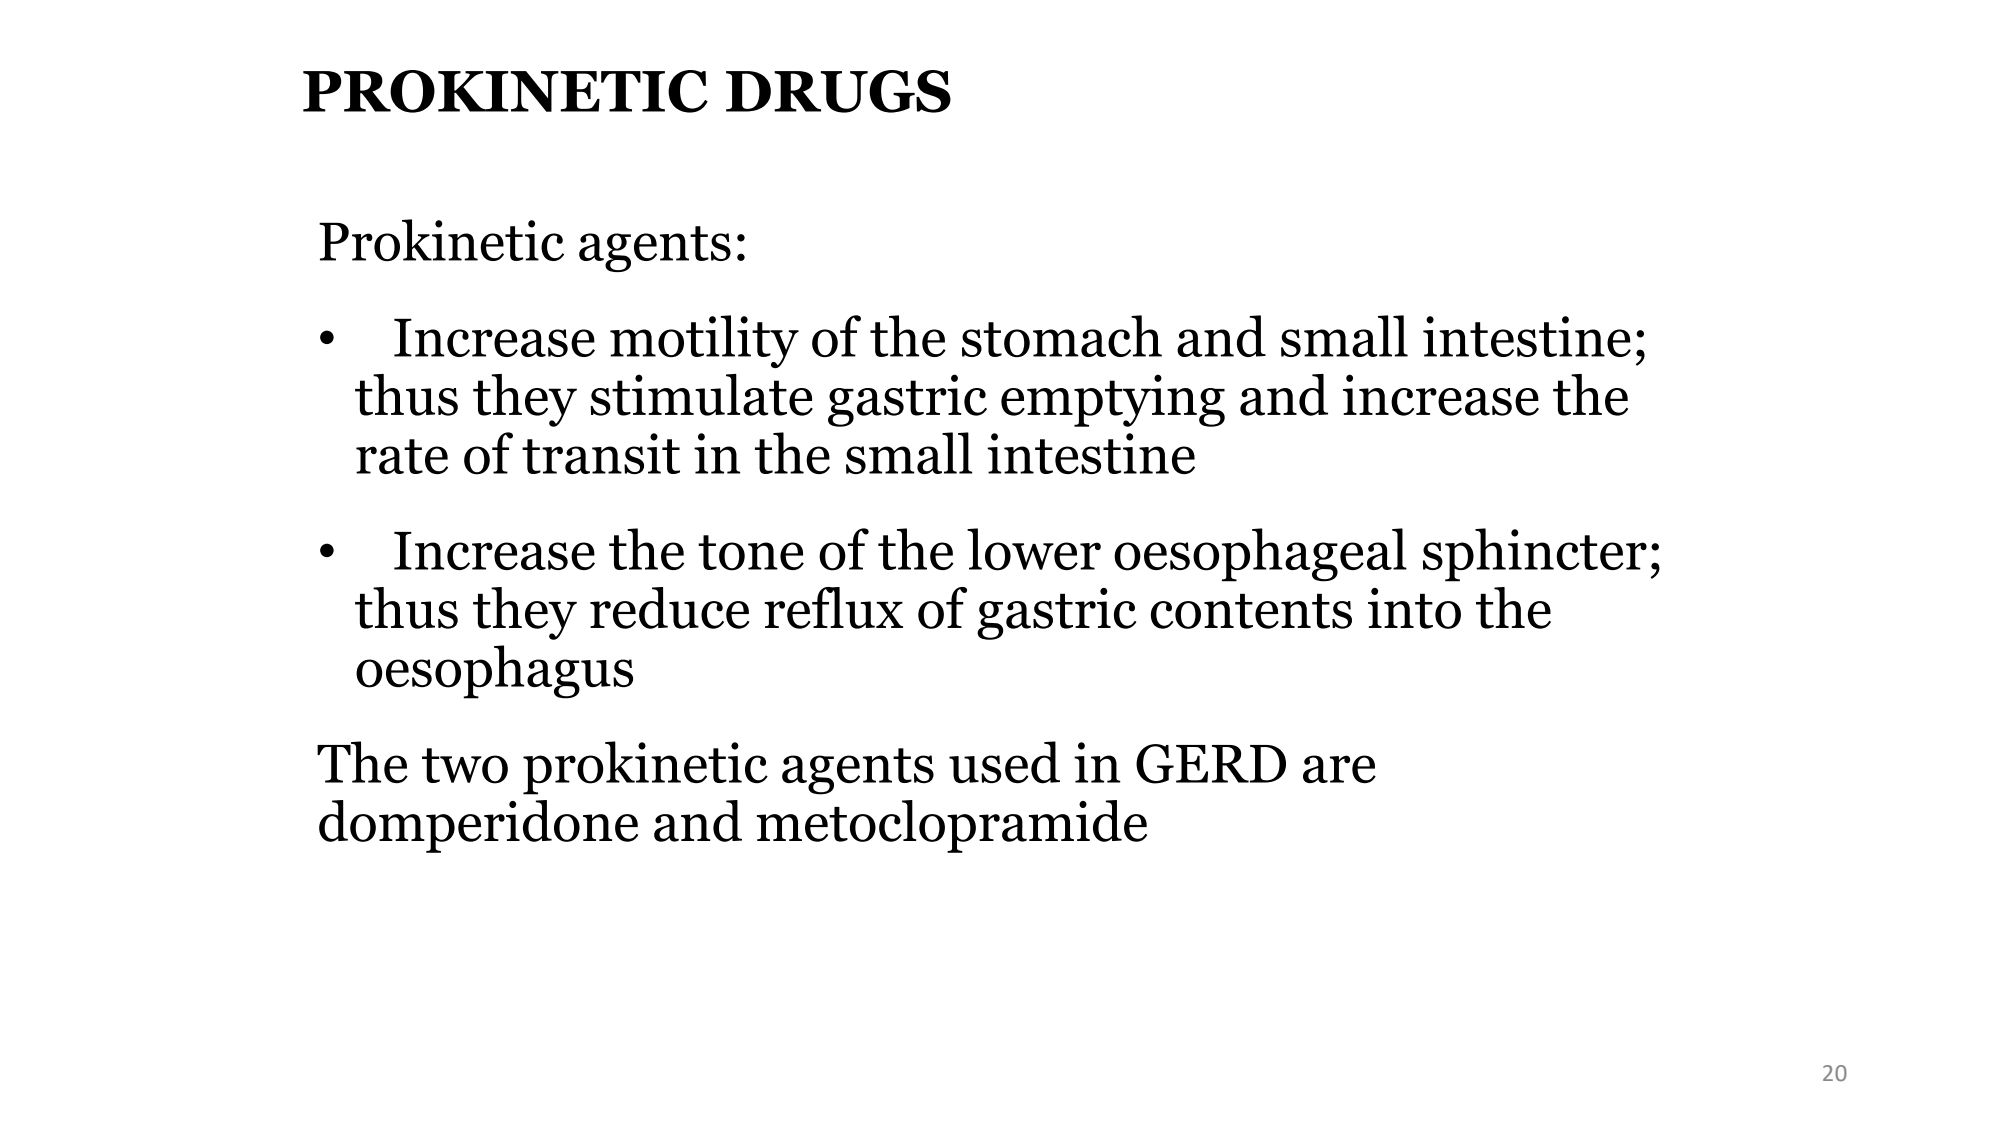 PROKINETIC DRUGS
Prokinetic agents:
• Increase motility of the stomach and small intestine;
thus they stimulate gastric emptying and increase the
rate of transit in the small intestine
• Increase the tone of the lower oesophageal sphincter;
thus they reduce reflux of gastric contents into the
oesophagus
The two prokinetic agents used in GERD are
domperidone and metoclopramide
20